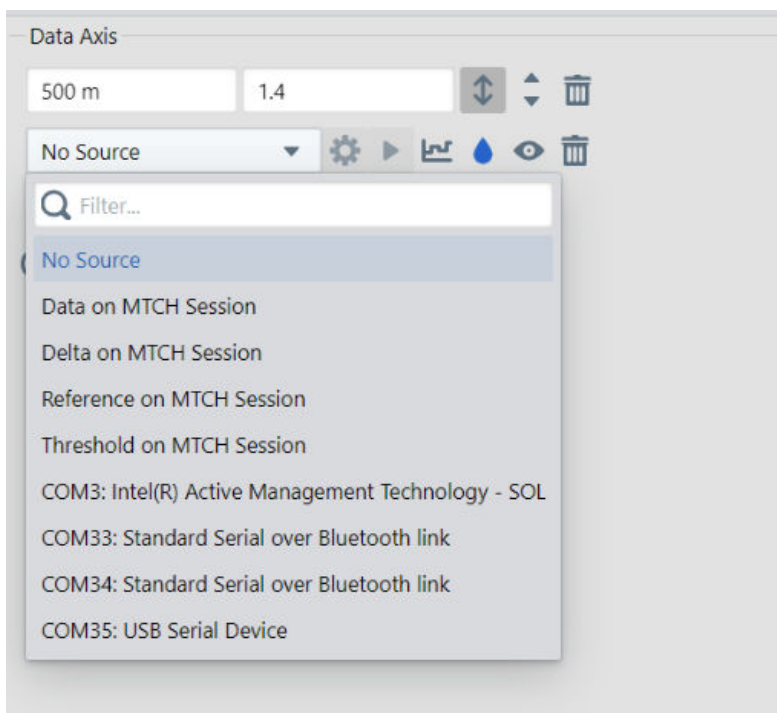 Data Axis
500 m 1.4
No Source
Filter...
No Source
Data on MTCH Session
Delta on MTCH Session
Reference on MTCH Session
Threshold on MTCH Session
COM3: Intel(R) Active Management Technology - SOL
COM33: Standard Serial over Bluetooth link
COM34: Standard Serial over Bluetooth link
COM35: USB Serial Device